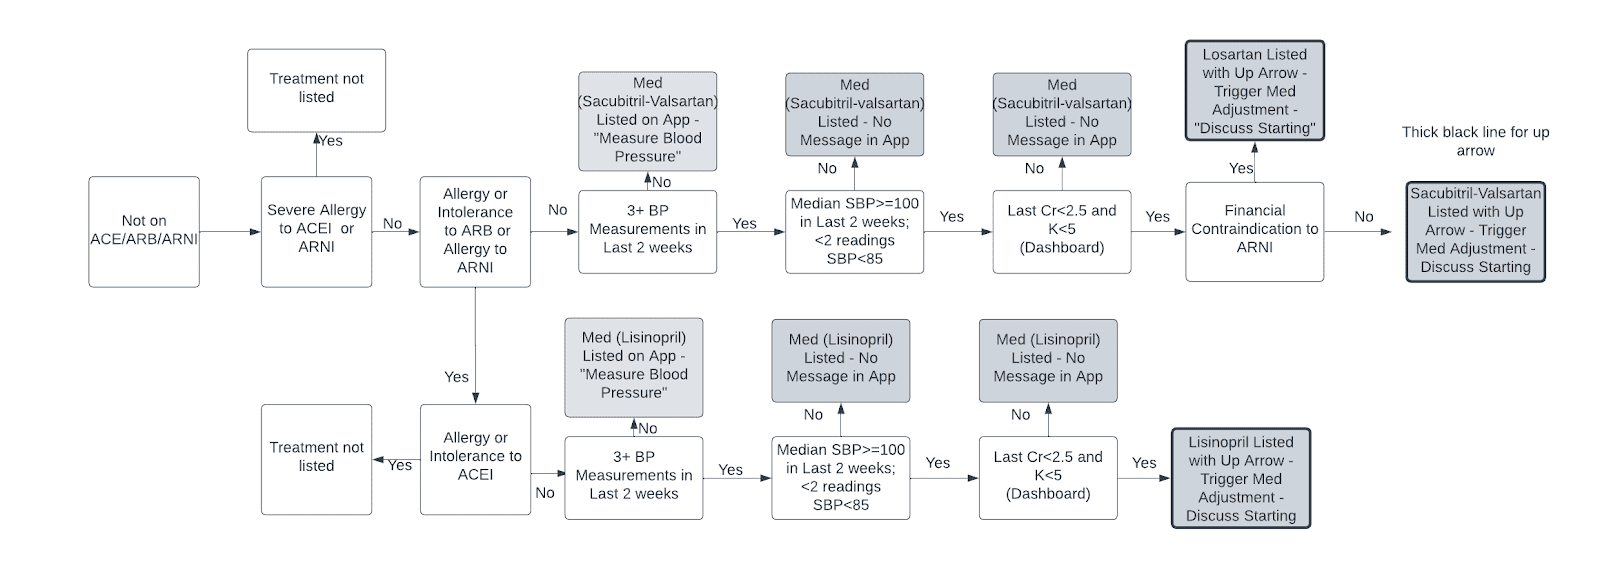 Treatment not
listed
Yes
Not on
ACE/ARB/ARNI
Severe Allergy
to ACEI or
ARNI
No
Allergy or
Intolerance
to ARB or
Allergy to
ARNI
No
Med
(Sacubitril-Valsartan)
Listed on App -
"Measure Blood
Pressure"
No
3+ BP
Measurements in
Last 2 weeks
Yes
Med
(Sacubitril-valsartan)
Listed - No
Message in App
No
Median SBP>=100
in Last 2 weeks;
<2 readings
SBP<85
Yes
Med
(Sacubitril-valsartan)
Listed - No
Message in App
No
Last Cr<2.5 and
K<5
(Dashboard)
Yes
Losartan Listed
with Up Arrow -
Trigger Med
Adjustment -
"Discuss Starting"
Yes
Financial
Contraindication to
ARNI
No
Thick black line for up
arrow
Sacubitril-Valsartan
Listed with Up
Arrow - Trigger
Med Adjustment -
Discuss Starting
Yes
Treatment not
listed
Yes
Allergy or
Intolerance to
ACEI
No
Med (Lisinopril)
Listed on App -
"Measure Blood
Pressure"
No
3+ BP
Measurements in
Last 2 weeks
Yes
Med (Lisinopril)
Listed - No
Message in App
No
Median SBP>=100
in Last 2 weeks;
<2 readings
SBP<85
Yes
Med (Lisinopril)
Listed - No
Message in App
No
Last Cr<2.5 and
K<5
(Dashboard)
Yes
Lisinopril Listed
with Up Arrow -
Trigger Med
Adjustment -
Discuss Starting